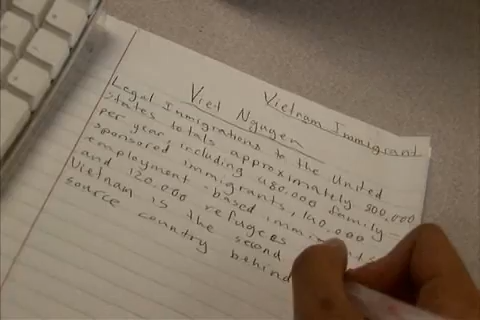 Vietnam Immigrant
Viet Nguyen
Legal Immigrations to the United
States totals approximately 800,000
per year, including 480,000 family
sponsored immigrants, 140,000
employment-based immi
and 120,000 refugees
Vietnam is the second
source country behind